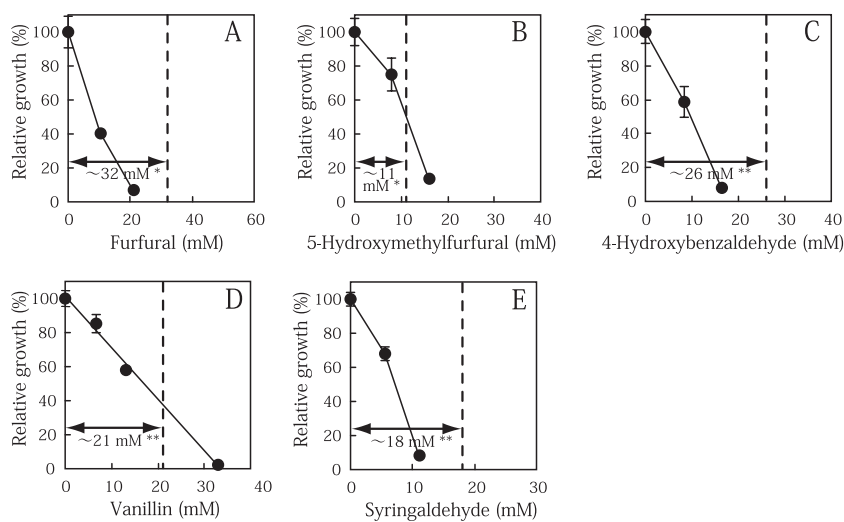 A
Relative growth (%)
100
80
60
40
20
0
~32 mM *
0 20 40 60
Furfural (mM)
B
Relative growth (%)
100
80
60
40
20
0
~11
mM *
0 10 20 30 40
5-Hydroxymethylfurfural (mM)
C
Relative growth (%)
100
80
60
40
20
0
~26 mM **
0 10 20 30 40
4-Hydroxybenzaldehyde (mM)
D
Relative growth (%)
100
80
60
40
20
0
~21 mM **
0 10 20 30 40
Vanillin (mM)
E
Relative growth (%)
100
80
60
40
20
0
~18 mM **
0 10 20 30
Syringaldehyde (mM)